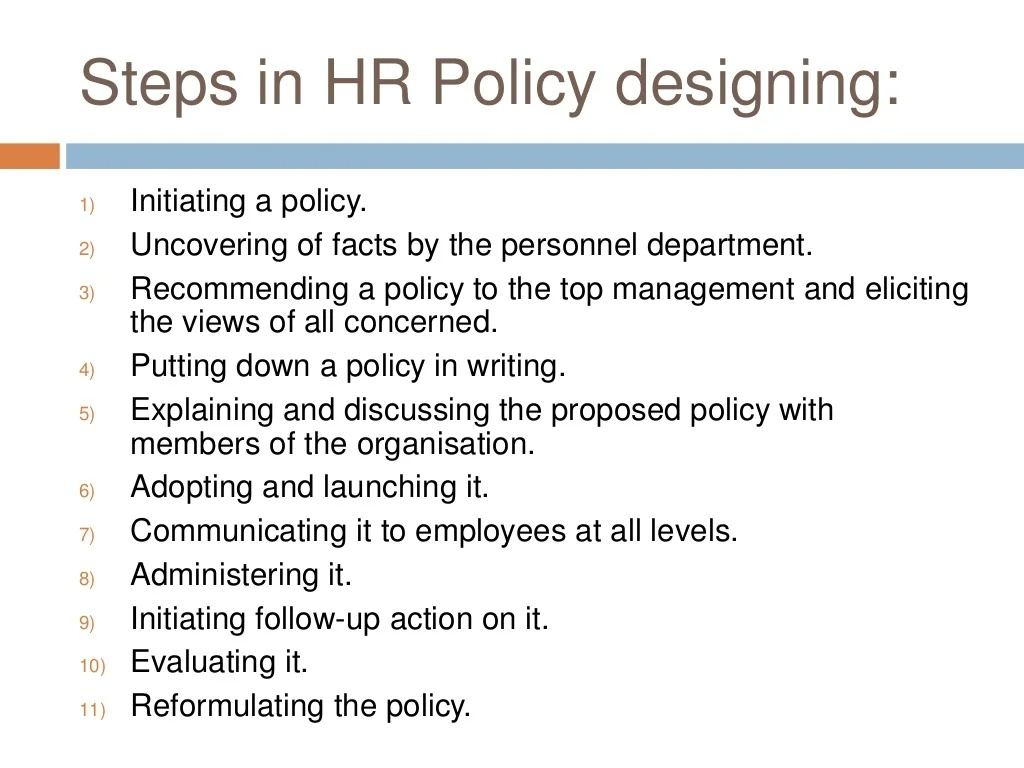 Steps in HR Policy designing:
1) Initiating a policy.
2) Uncovering of facts by the personnel department.
3) Recommending a policy to the top management and eliciting
the views of all concerned.
4) Putting down a policy in writing.
5) Explaining and discussing the proposed policy with
members of the organisation.
6) Adopting and launching it.
7) Communicating it to employees at all levels.
8) Administering it.
9) Initiating follow-up action on it.
10) Evaluating it.
11) Reformulating the policy.